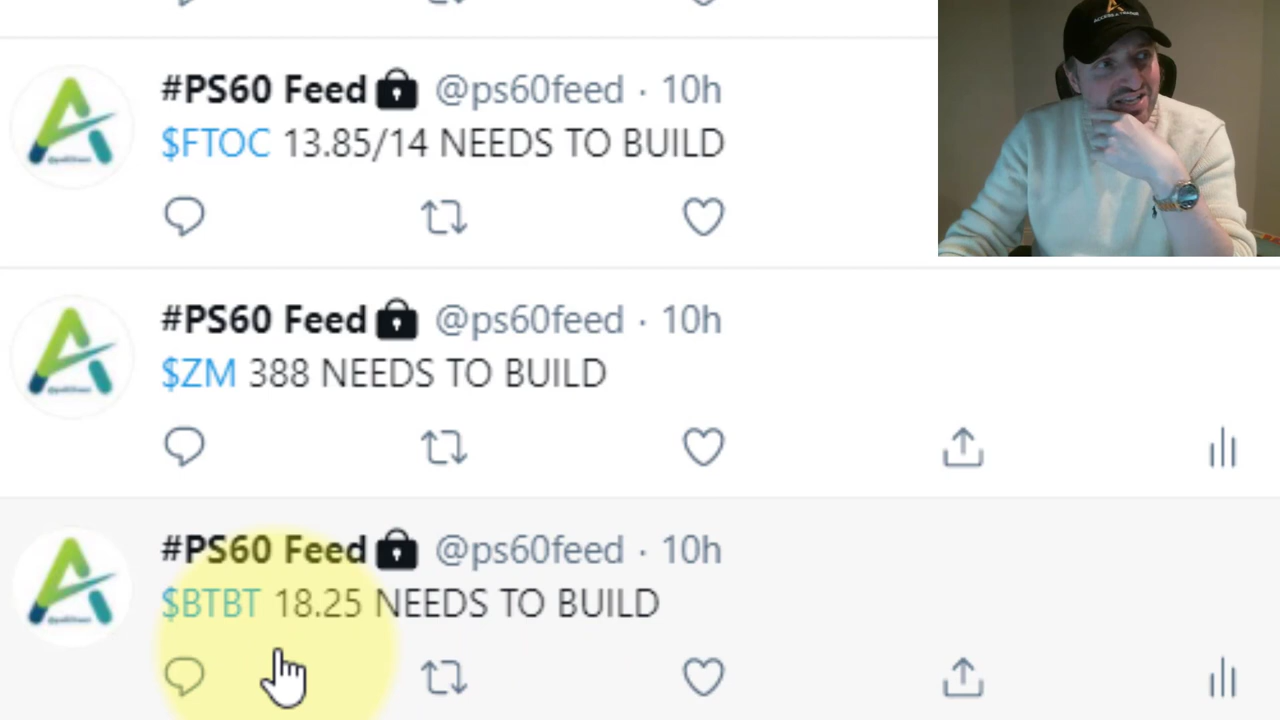 #PS60 Feed @ps60feed · 10h
$FTOC 13.85/14 NEEDS TO BUILD
#PS60 Feed @ps60feed · 10h
$ZM 388 NEEDS TO BUILD
#PS60 Feed @ps60feed · 10h
$BTBT 18.25 NEEDS TO BUILD